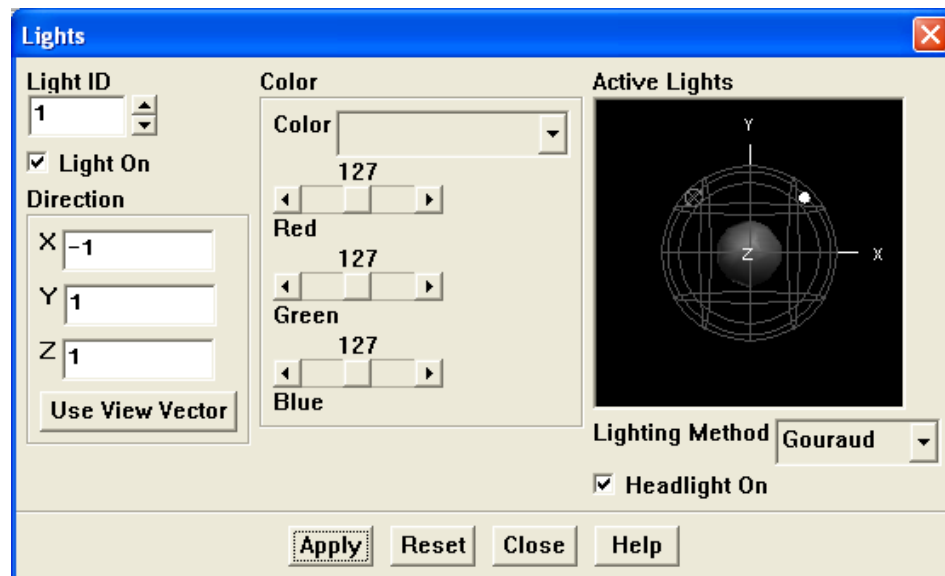 Lights
Light ID
1
Light On
Direction
X -1
Y 1
Z 1
Use View Vector
Color
Color
127
Red
127
Green
127
Blue
Active Lights
Y
Z X
Lighting Method Gouraud
Headlight On
Apply Reset Close Help